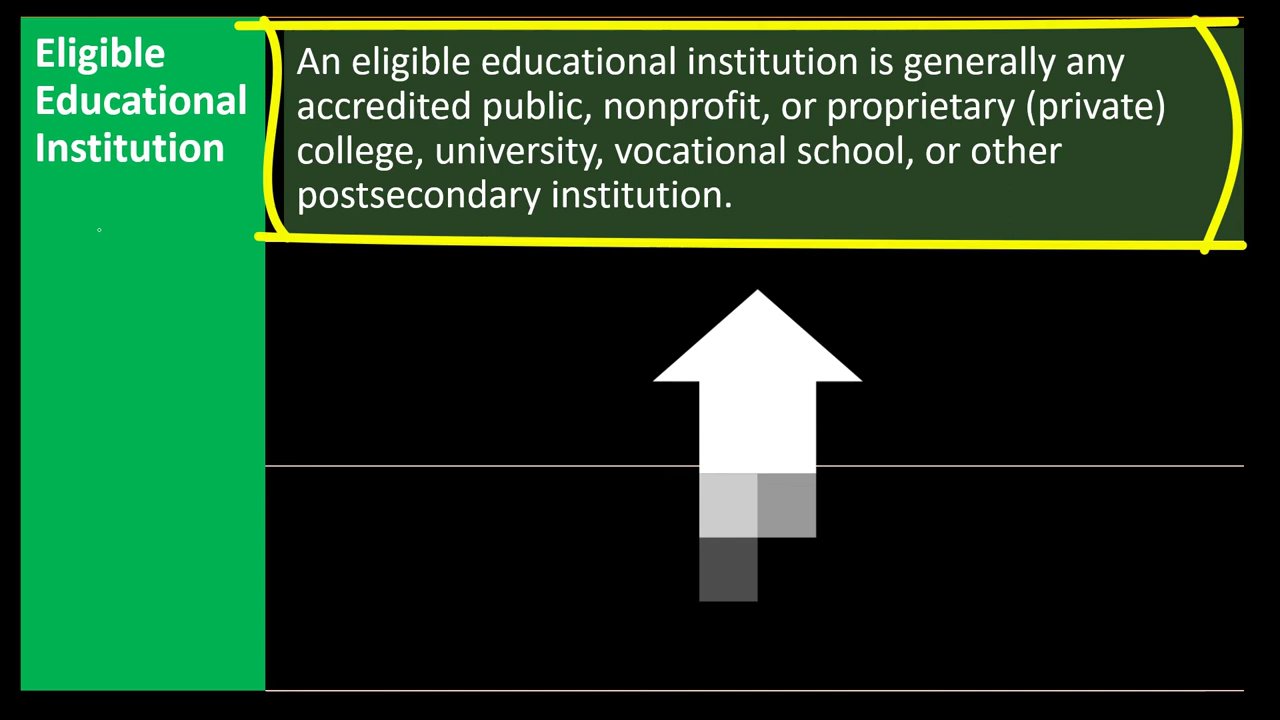 Eligible
Educational
Institution
An eligible educational institution is generally any
accredited public, nonprofit, or proprietary (private)
college, university, vocational school, or other
postsecondary institution.